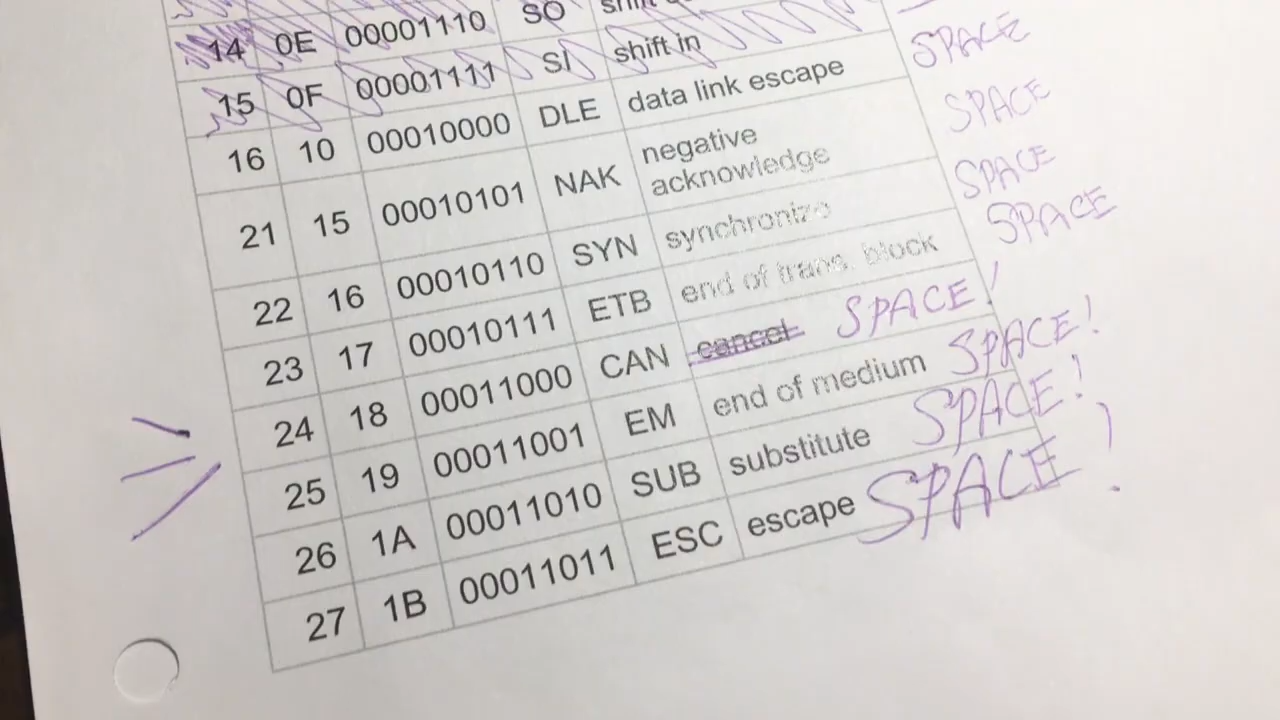 14 0E 00001110 SO shift
15 0F 00001111 SI shift in
16 10 00010000 DLE data link escape SPACE
21 15 00010101 NAK negative acknowledge SPACE
22 16 00010110 SYN synchronize SPACE
23 17 00010111 ETB end of trans. block SPACE
24 18 00011000 CAN cancel SPACE!
25 19 00011001 EM end of medium SPACE!
26 1A 00011010 SUB substitute SPACE!
27 1B 00011011 ESC escape SPACE!